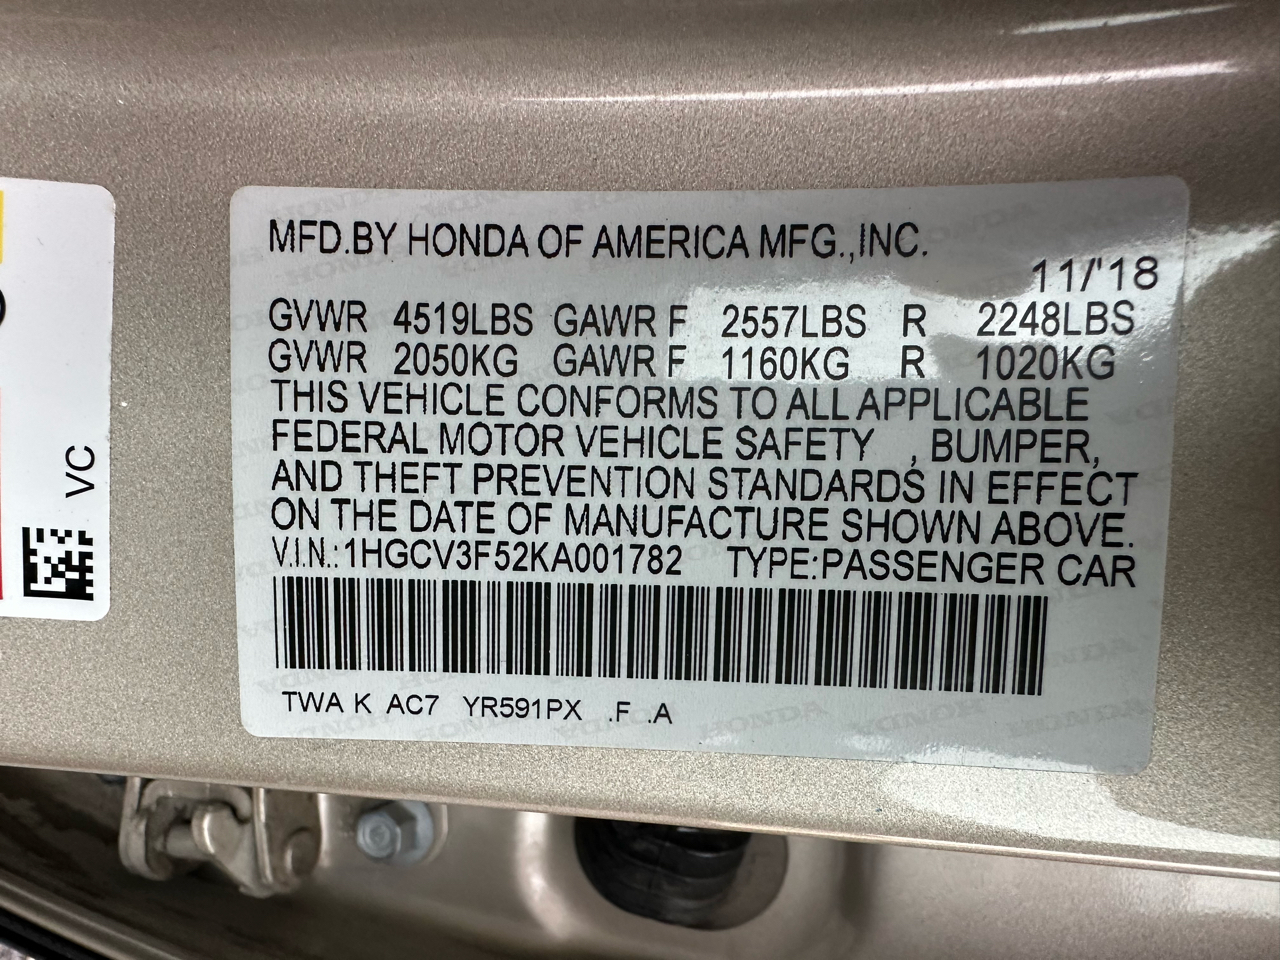 MFD.BY HONDA OF AMERICA MFG.,INC.
11/'18
GVWR 4519LBS GAWR F 2557LBS R 2248LBS
GVWR 2050KG GAWR F 1160KG R 1020KG
THIS VEHICLE CONFORMS TO ALL APPLICABLE
FEDERAL MOTOR VEHICLE SAFETY , BUMPER,
AND THEFT PREVENTION STANDARDS IN EFFECT
ON THE DATE OF MANUFACTURE SHOWN ABOVE.
V.I.N.:1HGCV3F52KA001782 TYPE:PASSENGER CAR
TWA K AC7 YR591PX .F .A
VC